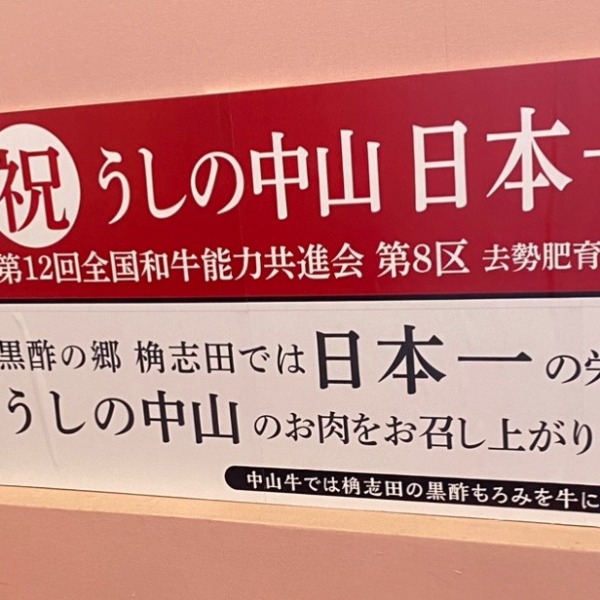 祝 うしの中山 日本一
第12回全国和牛能力共進会 第8区 去勢肥育
黒酢の郷 桷志田では日本一の
うしの中山のお肉をお召し上がり
中山牛では桷志田の黒酢もろみを牛に